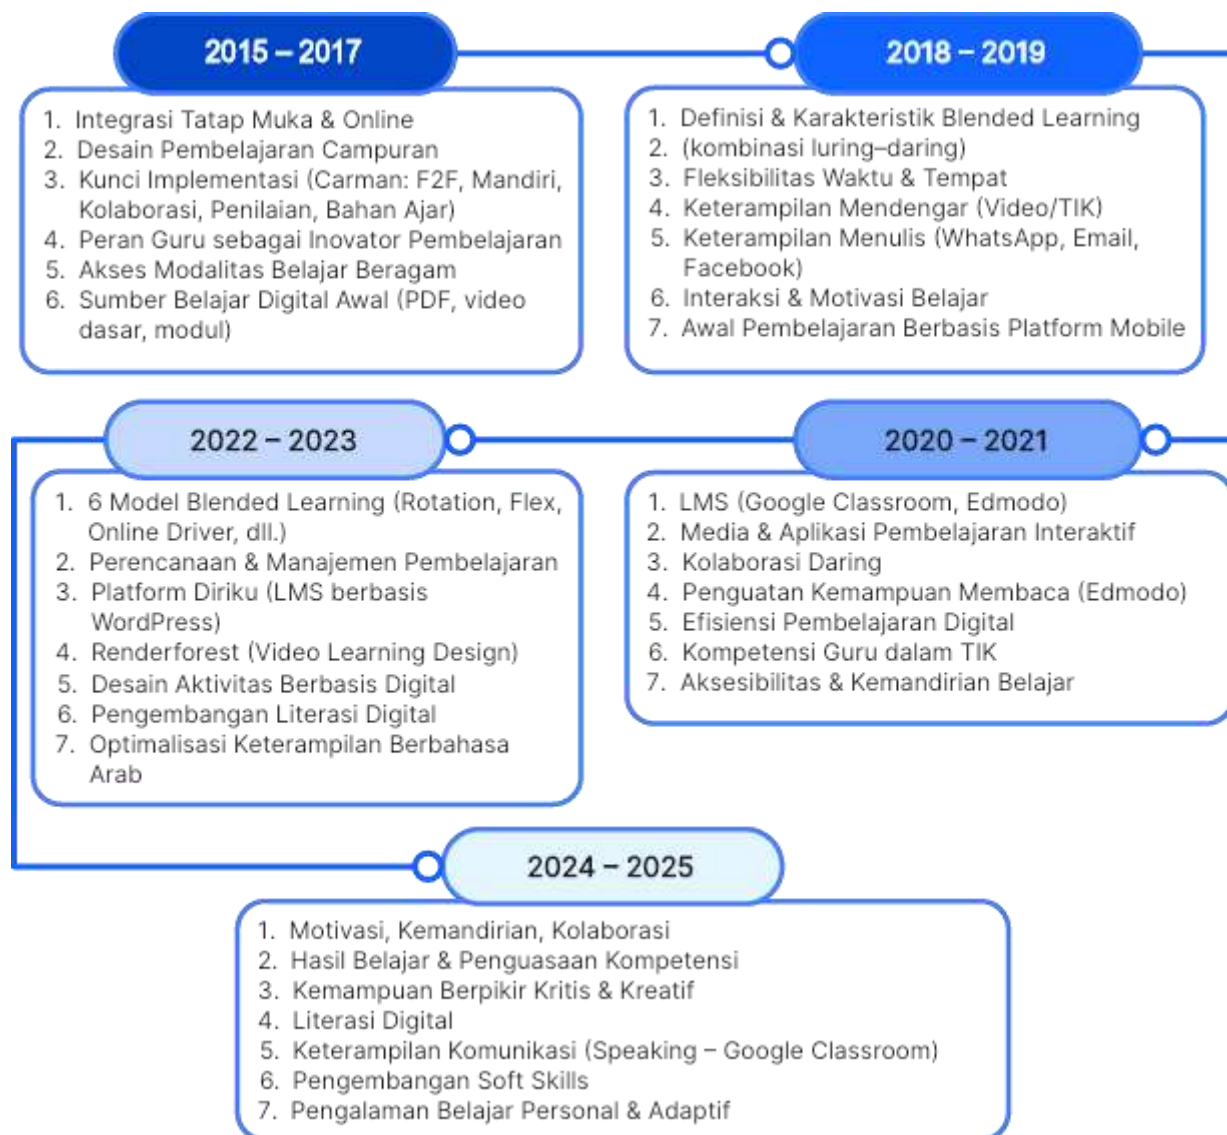 2015 – 2017
1. Integrasi Tatap Muka & Online
2. Desain Pembelajaran Campuran
3. Kunci Implementasi (Carman: F2F, Mandiri,
Kolaborasi, Penilaian, Bahan Ajar)
4. Peran Guru sebagai Inovator Pembelajaran
5. Akses Modalitas Belajar Beragam
6. Sumber Belajar Digital Awal (PDF, video
dasar, modul)
2018 – 2019
1. Definisi & Karakteristik Blended Learning
2. (kombinasi luring–daring)
3. Fleksibilitas Waktu & Tempat
4. Keterampilan Mendengar (Video/TIK)
5. Keterampilan Menulis (WhatsApp, Email,
Facebook)
6. Interaksi & Motivasi Belajar
7. Awal Pembelajaran Berbasis Platform Mobile
2020 – 2021
1. LMS (Google Classroom, Edmodo)
2. Media & Aplikasi Pembelajaran Interaktif
3. Kolaborasi Daring
4. Penguatan Kemampuan Membaca (Edmodo)
5. Efisiensi Pembelajaran Digital
6. Kompetensi Guru dalam TIK
7. Aksesibilitas & Kemandirian Belajar
2022 – 2023
1. 6 Model Blended Learning (Rotation, Flex,
Online Driver, dll.)
2. Perencanaan & Manajemen Pembelajaran
3. Platform Diriku (LMS berbasis
WordPress)
4. Renderforest (Video Learning Design)
5. Desain Aktivitas Berbasis Digital
6. Pengembangan Literasi Digital
7. Optimalisasi Keterampilan Berbahasa
Arab
2024 – 2025
1. Motivasi, Kemandirian, Kolaborasi
2. Hasil Belajar & Penguasaan Kompetensi
3. Kemampuan Berpikir Kritis & Kreatif
4. Literasi Digital
5. Keterampilan Komunikasi (Speaking – Google Classroom)
6. Pengembangan Soft Skills
7. Pengalaman Belajar Personal & Adaptif